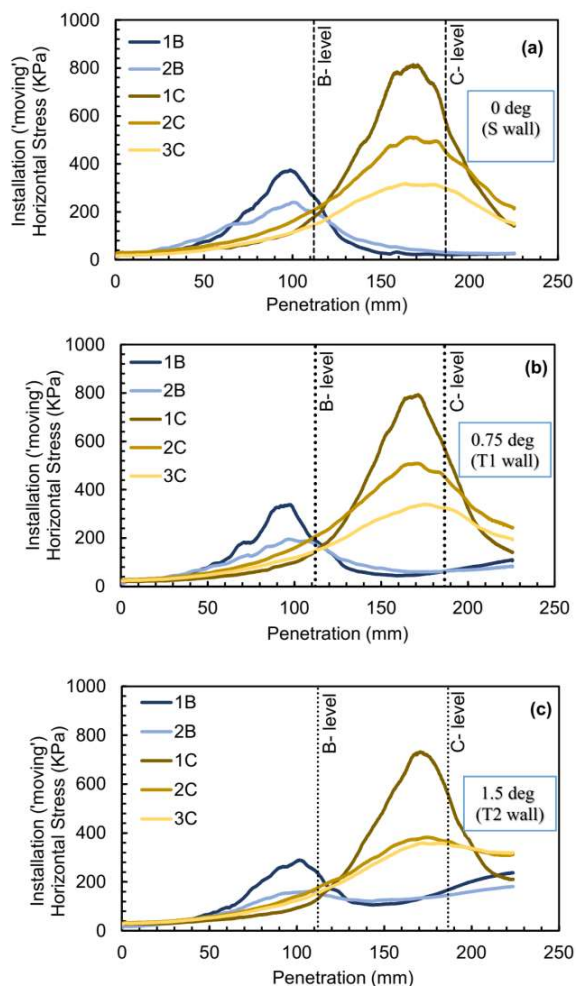 1000
800
600
400
200
0
Installation ('moving')
Horizontal Stress (KPa)
1B
2B
1C
2C
3C
B- level
C- level
(a)
0 deg
(S wall)
0 50 100 150 200 250
Penetration (mm)
1000
800
600
400
200
0
Installation ('moving')
Horizontal Stress (KPa)
1B
2B
1C
2C
3C
B- level
C- level
(b)
0.75 deg
(T1 wall)
0 50 100 150 200 250
Penetration (mm)
1000
800
600
400
200
0
Installation ('moving')
Horizontal Stress (KPa)
1B
2B
1C
2C
3C
B- level
C- level
(c)
1.5 deg
(T2 wall)
0 50 100 150 200 250
Penetration (mm)